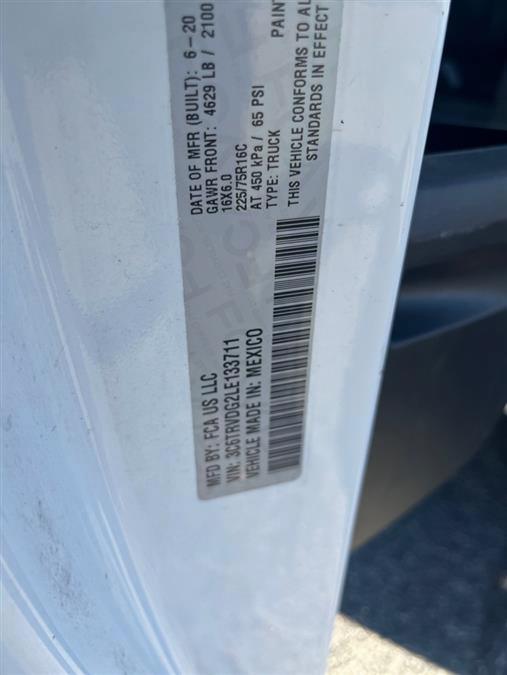 MFD BY: FCA US LLC
DATE OF MFR (BUILT): 6-20
VIN: 3C6TRVDG2LE133711
GAWR FRONT: 4629 LB / 2100
VEHICLE MADE IN: MEXICO
16X6.0
225/75R16C
AT 450 kPa / 65 PSI
TYPE: TRUCK
PAIN
THIS VEHICLE CONFORMS TO AL
STANDARDS IN EFFECT